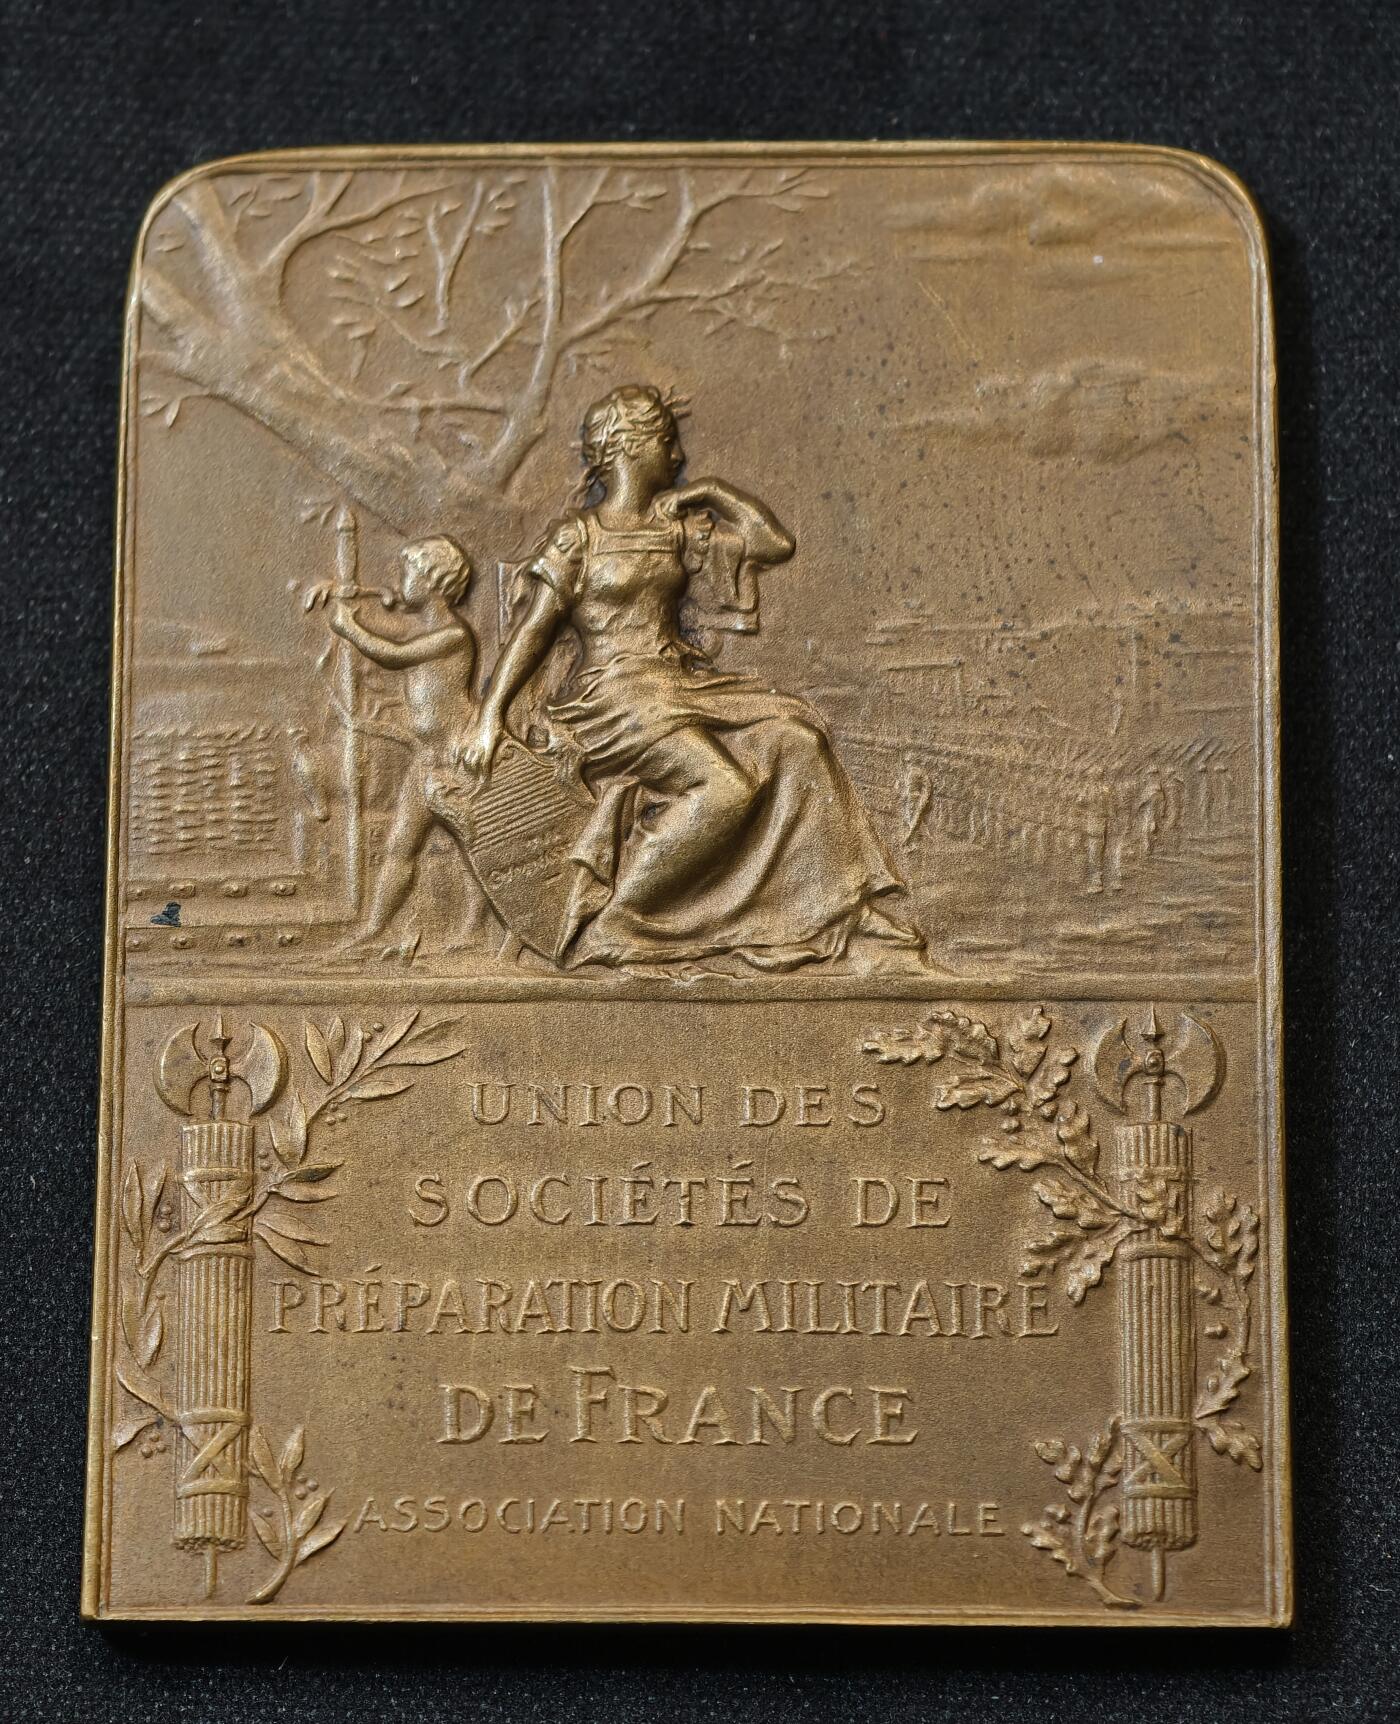 UNION DES
SOCIÉTÉS DE
PRÉPARATION MILITAIRE
DE FRANCE
ASSOCIATION NATIONALE